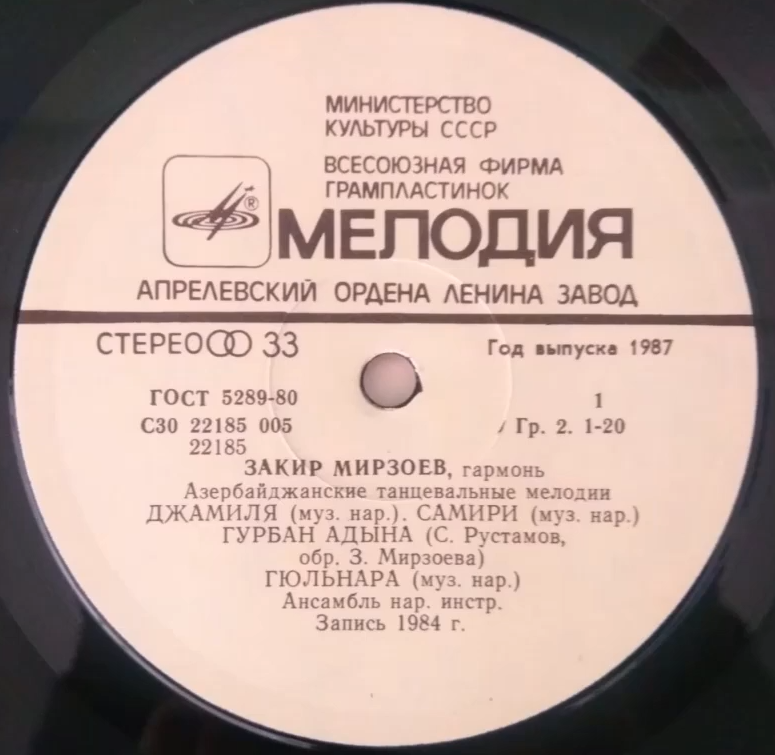 МИНИСТЕРСТВО
КУЛЬТУРЫ СССР
ВСЕСОЮЗНАЯ ФИРМА
ГРАМПЛАСТИНОК
®
МЕЛОДИЯ
АПРЕЛЕВСКИЙ ОРДЕНА ЛЕНИНА ЗАВОД
СТЕРЕО 33
Год выпуска 1987
ГОСТ 5289-80
1
С30 22185 005
Гр. 2. 1-20
22185
ЗАКИР МИРЗОЕВ, гармонь
Азербайджанские танцевальные мелодии
ДЖАМИЛЯ (муз. нар.). САМИРИ (муз. нар.)
ГУРБАН АДЫНА (С. Рустамов,
обр. З. Мирзоева)
ГЮЛЬНАРА (муз. нар.)
Ансамбль нар. инстр.
Запись 1984 г.